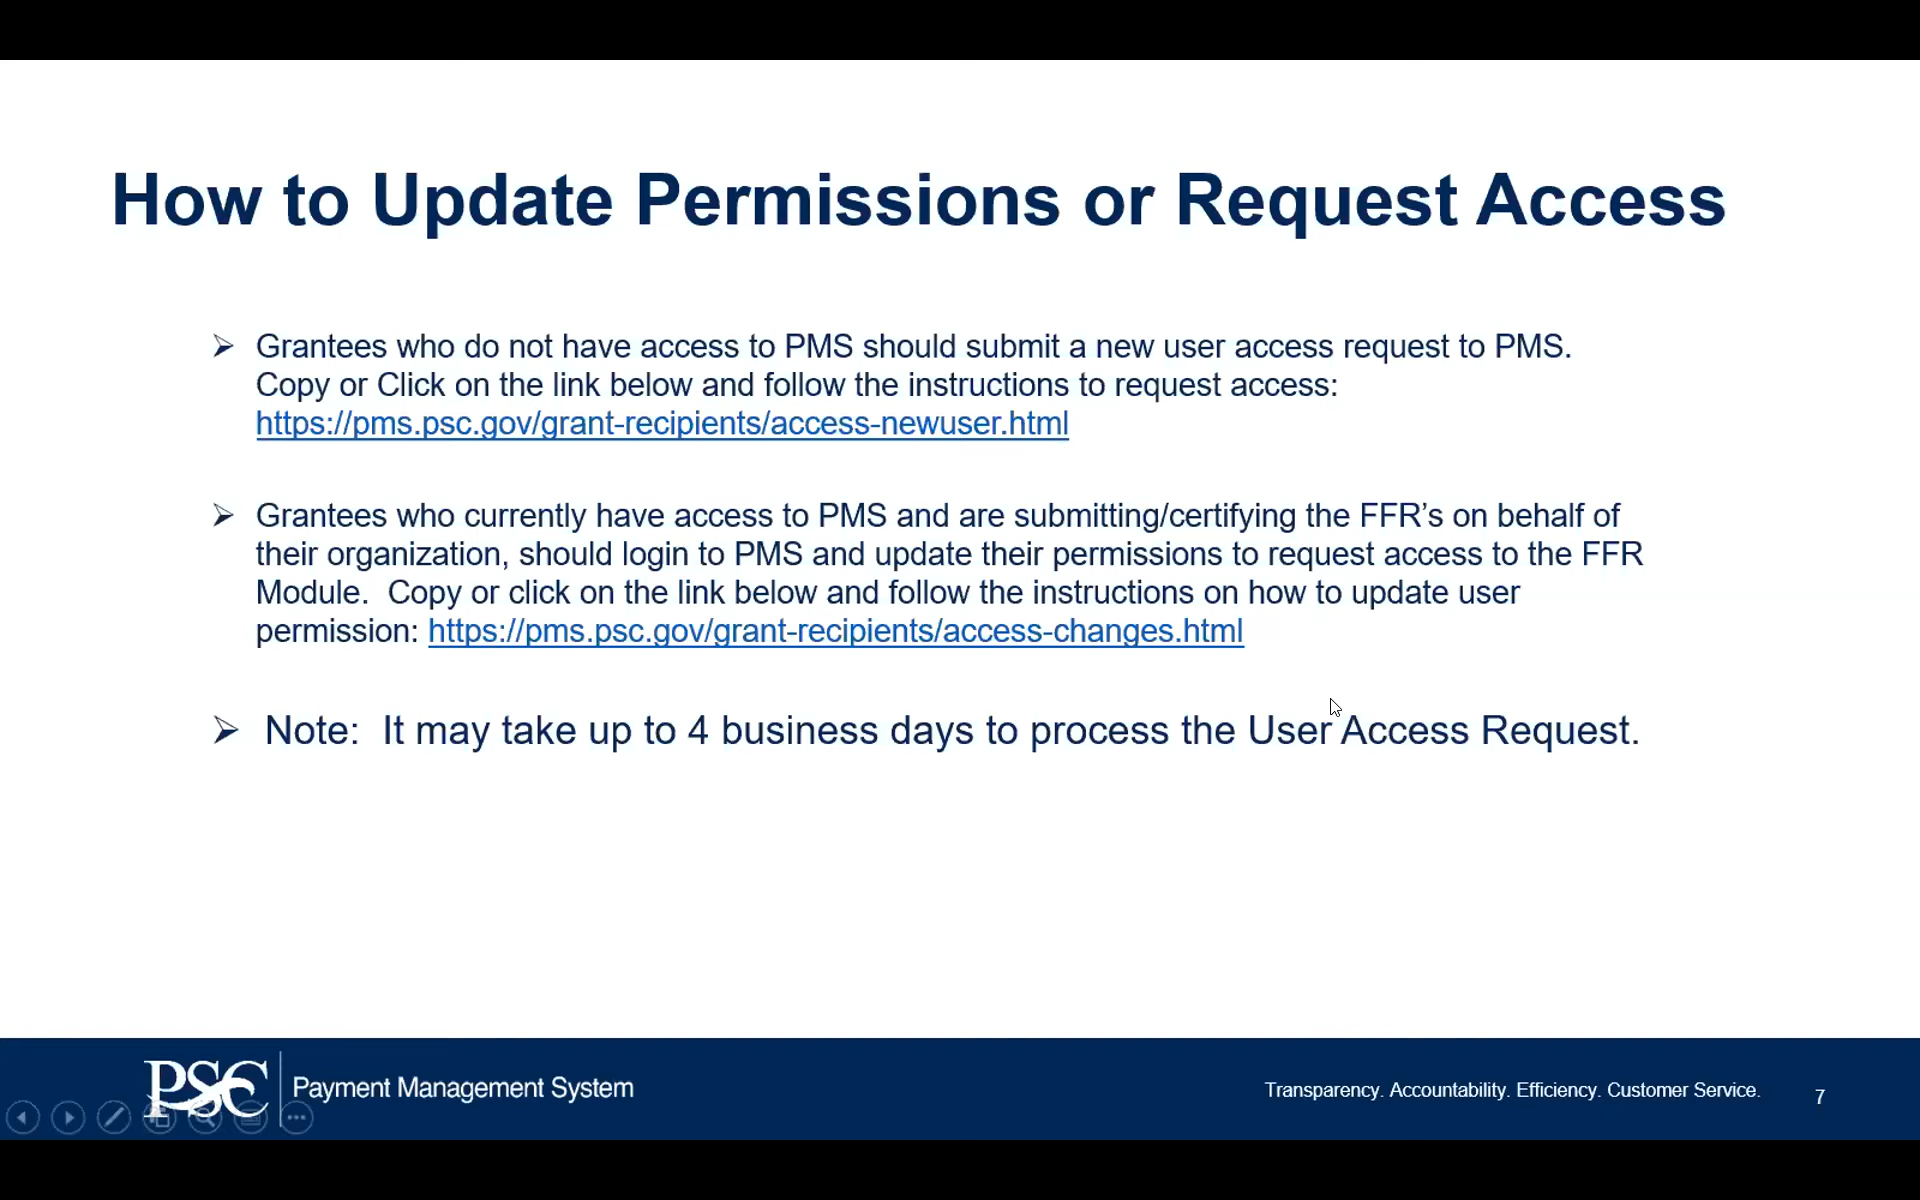 How to Update Permissions or Request Access
Grantees who do not have access to PMS should submit a new user access request to PMS.
Copy or Click on the link below and follow the instructions to request access:
https://pms.psc.gov/grant-recipients/access-newuser.html
Grantees who currently have access to PMS and are submitting/certifying the FFR’s on behalf of
their organization, should login to PMS and update their permissions to request access to the FFR
Module.  Copy or click on the link below and follow the instructions on how to update user
permission: https://pms.psc.gov/grant-recipients/access-changes.html
Note:  It may take up to 4 business days to process the User Access Request.
PSC Payment Management System
Transparency. Accountability. Efficiency. Customer Service.
7